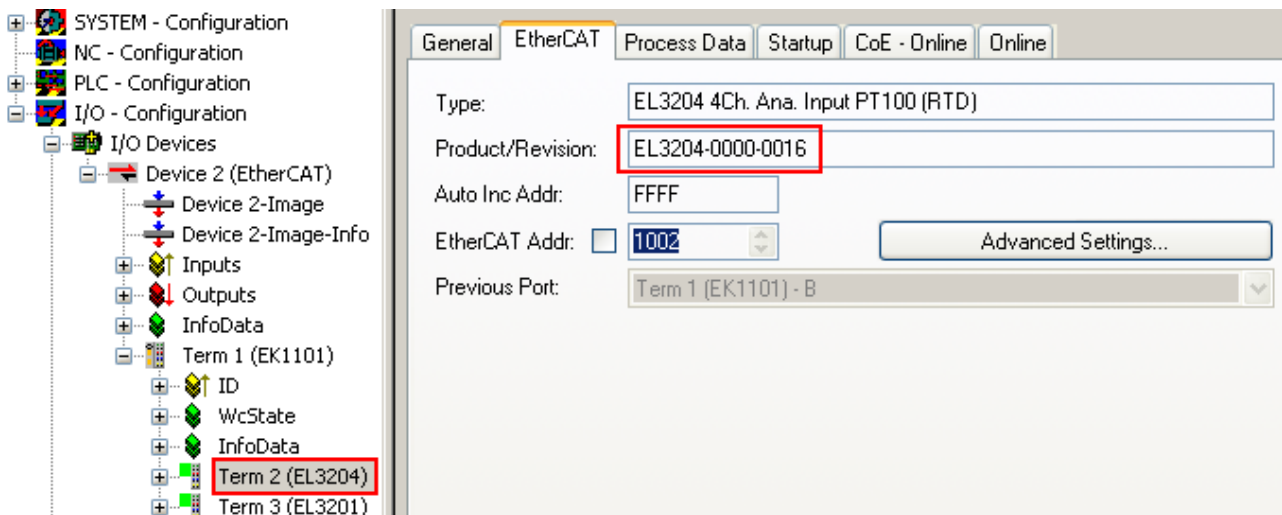 SYSTEM - Configuration
NC - Configuration
PLC - Configuration
I/O - Configuration
I/O Devices
Device 2 (EtherCAT)
Device 2-Image
Device 2-Image-Info
Inputs
Outputs
InfoData
Term 1 (EK1101)
ID
WcState
InfoData
Term 2 (EL3204)
Term 3 (EL3201)
General EtherCAT Process Data Startup CoE - Online Online
Type: EL3204 4Ch. Ana. Input PT100 (RTD)
Product/Revision: EL3204-0000-0016
Auto Inc Addr: FFFF
EtherCAT Addr: 1002 Advanced Settings...
Previous Port: Term 1 (EK1101) - B